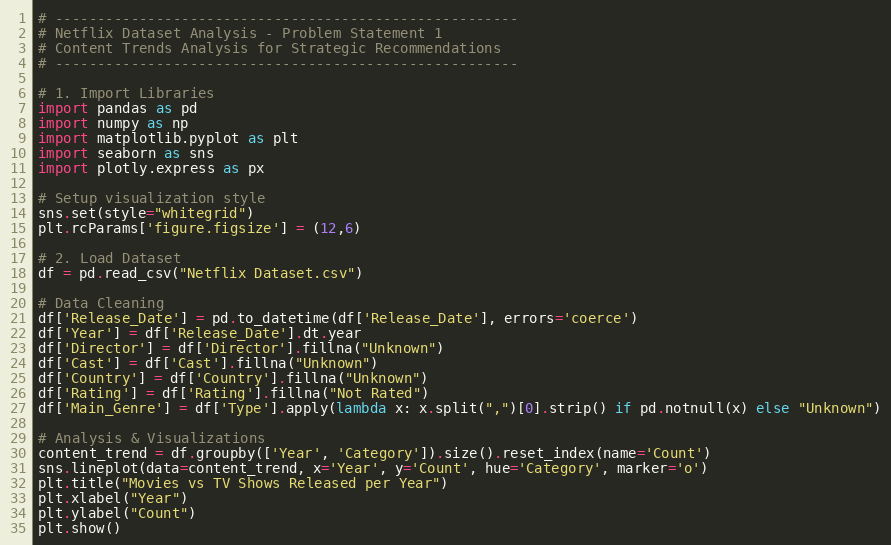 1 # -------------------------------------------------------
2 # Netflix Dataset Analysis - Problem Statement 1
3 # Content Trends Analysis for Strategic Recommendations
4 # -------------------------------------------------------
5
6 # 1. Import Libraries
7 import pandas as pd
8 import numpy as np
9 import matplotlib.pyplot as plt
10 import seaborn as sns
11 import plotly.express as px
12
13 # Setup visualization style
14 sns.set(style="whitegrid")
15 plt.rcParams['figure.figsize'] = (12,6)
16
17 # 2. Load Dataset
18 df = pd.read_csv("Netflix Dataset.csv")
19
20 # Data Cleaning
21 df['Release_Date'] = pd.to_datetime(df['Release_Date'], errors='coerce')
22 df['Year'] = df['Release_Date'].dt.year
23 df['Director'] = df['Director'].fillna("Unknown")
24 df['Cast'] = df['Cast'].fillna("Unknown")
25 df['Country'] = df['Country'].fillna("Unknown")
26 df['Rating'] = df['Rating'].fillna("Not Rated")
27 df['Main_Genre'] = df['Type'].apply(lambda x: x.split(",")[0].strip() if pd.notnull(x) else "Unknown")
28
29 # Analysis & Visualizations
30 content_trend = df.groupby(['Year', 'Category']).size().reset_index(name='Count')
31 sns.lineplot(data=content_trend, x='Year', y='Count', hue='Category', marker='o')
32 plt.title("Movies vs TV Shows Released per Year")
33 plt.xlabel("Year")
34 plt.ylabel("Count")
35 plt.show()